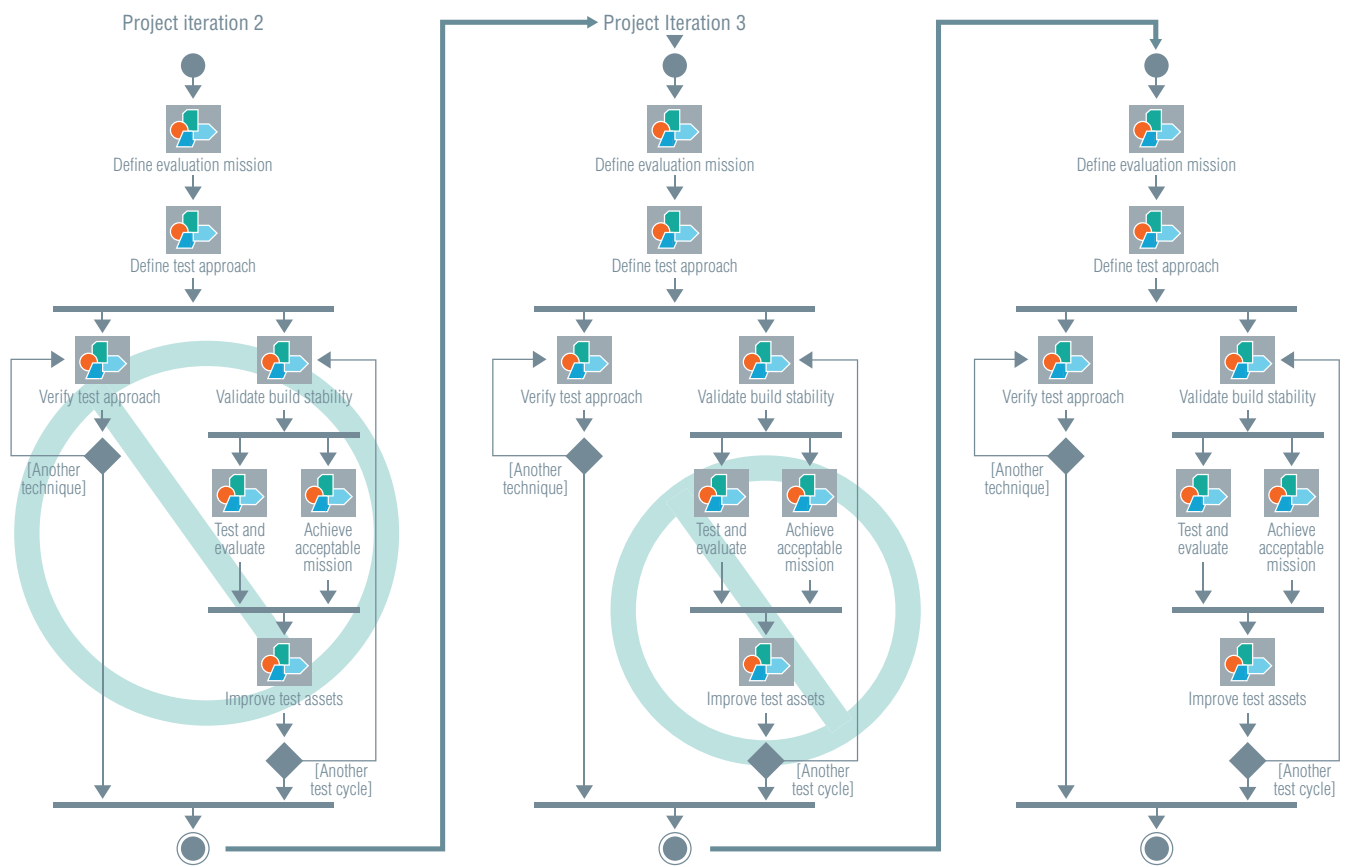 Project iteration 2
Define evaluation mission
Define test approach
Verify test approach
Validate build stability
[Another
technique]
Test and
evaluate
Achieve
acceptable
mission
Improve test assets
[Another
test cycle]
Project Iteration 3
Define evaluation mission
Define test approach
Verify test approach
Validate build stability
[Another
technique]
Test and
evaluate
Achieve
acceptable
mission
Improve test assets
[Another
test cycle]
Define evaluation mission
Define test approach
Verify test approach
Validate build stability
[Another
technique]
Test and
evaluate
Achieve
acceptable
mission
Improve test assets
[Another
test cycle]